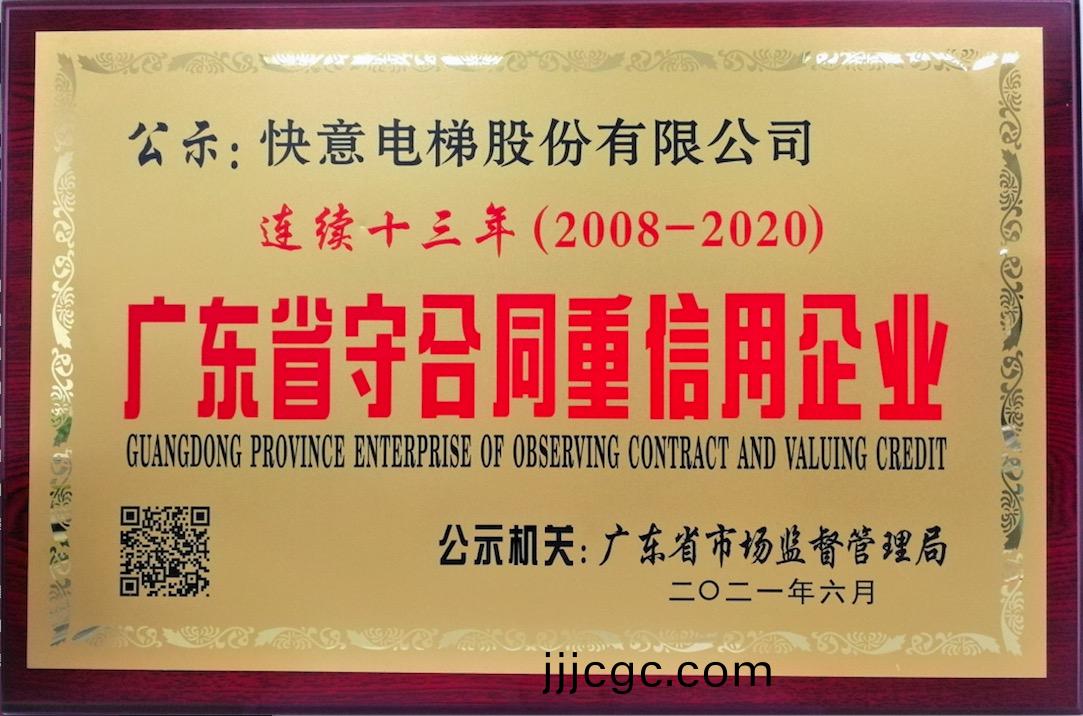 公示:快意电梯股份有限公司
连续十三年(2008-2020)
广东省守合同重信用企业
GUANGDONG PROVINCE ENTERPRISE OF OBSERVING CONTRACT AND VALUING CREDIT
公示机关:广东省市场监督管理局
二〇二一年六月
jjjcgc.com